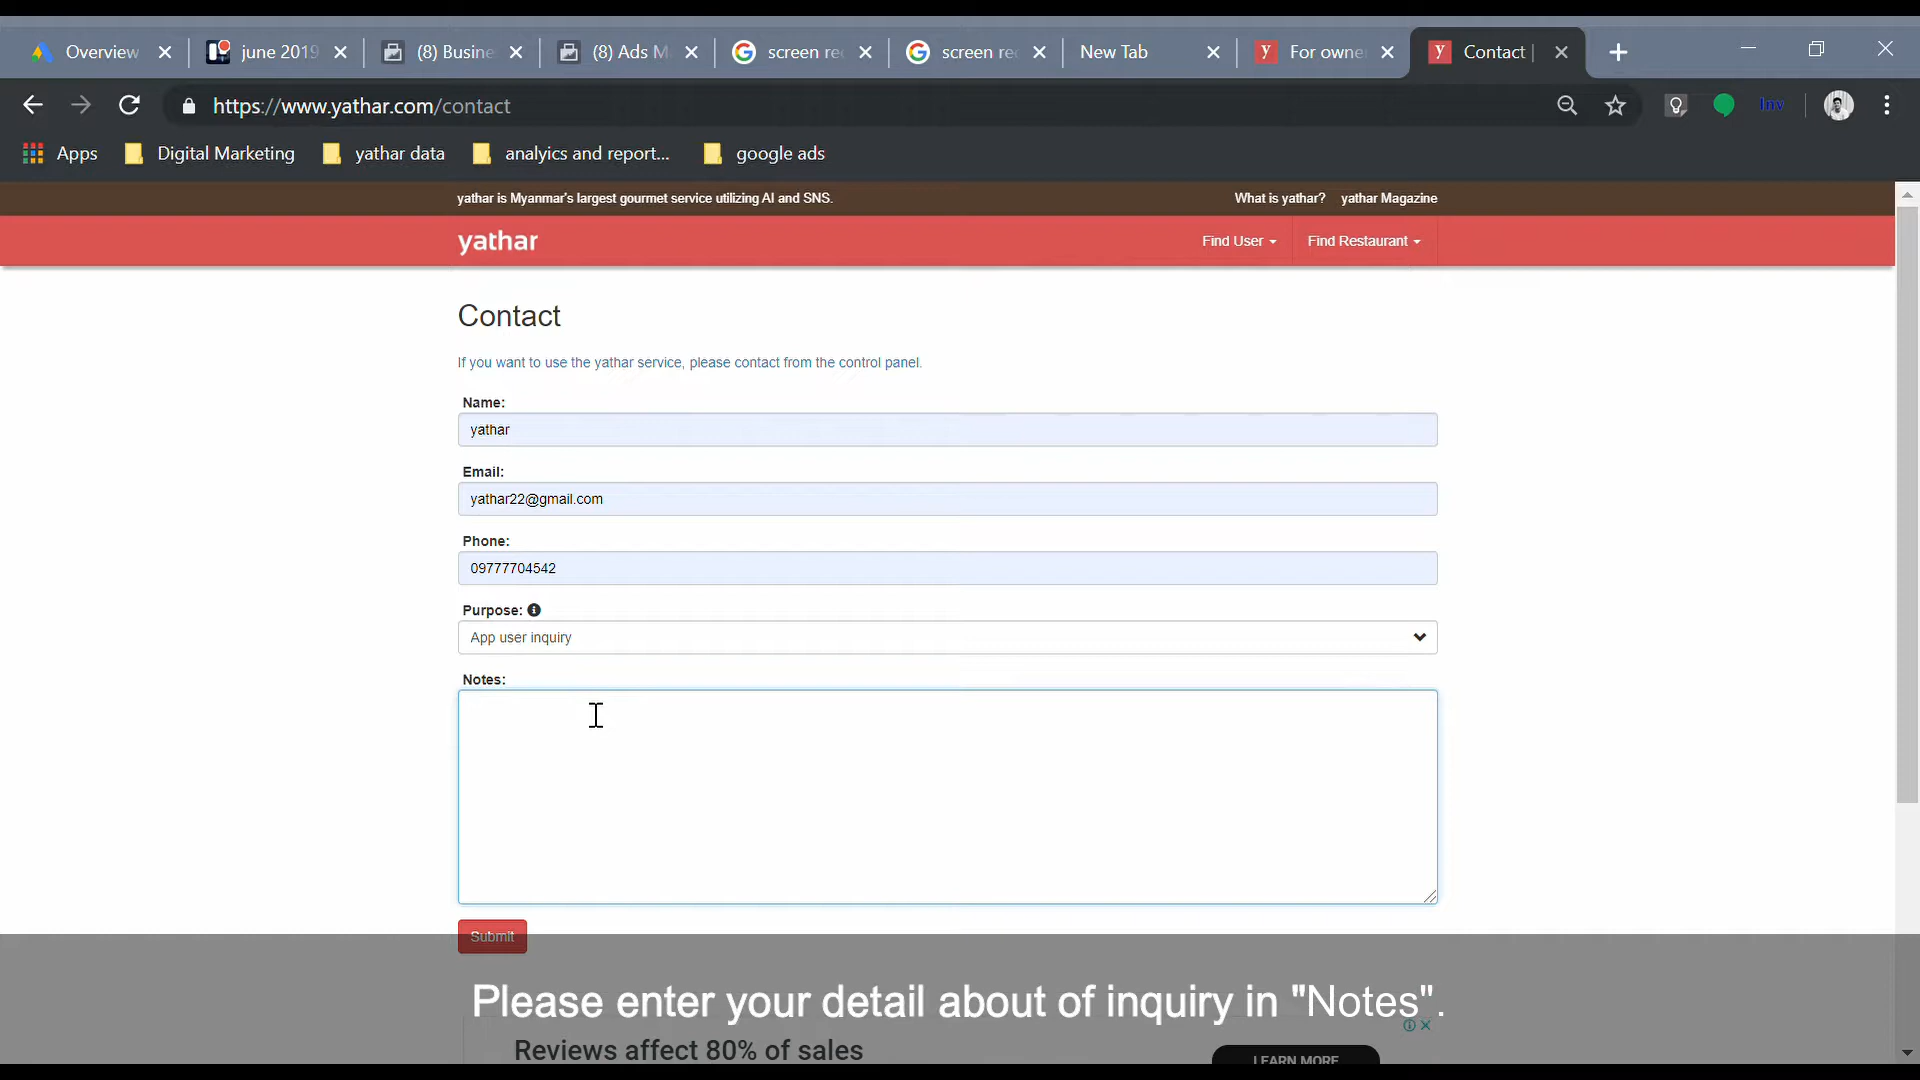 Overview
june 2019
(8) Busine
(8) Ads M
screen re
screen re
New Tab
For owne
Contact |
https://www.yathar.com/contact
Inv
Apps
Digital Marketing
yathar data
analyics and report...
google ads
yathar is Myanmar's largest gourmet service utilizing AI and SNS.
What is yathar?
yathar Magazine
yathar
Find User
Find Restaurant
Contact
If you want to use the yathar service, please contact from the control panel.
Name:
yathar
Email:
yathar22@gmail.com
Phone:
09777704542
Purpose:
App user inquiry
Notes:
Submit
Please enter your detail about of inquiry in "Notes".
Reviews affect 80% of sales
LEARN MORE